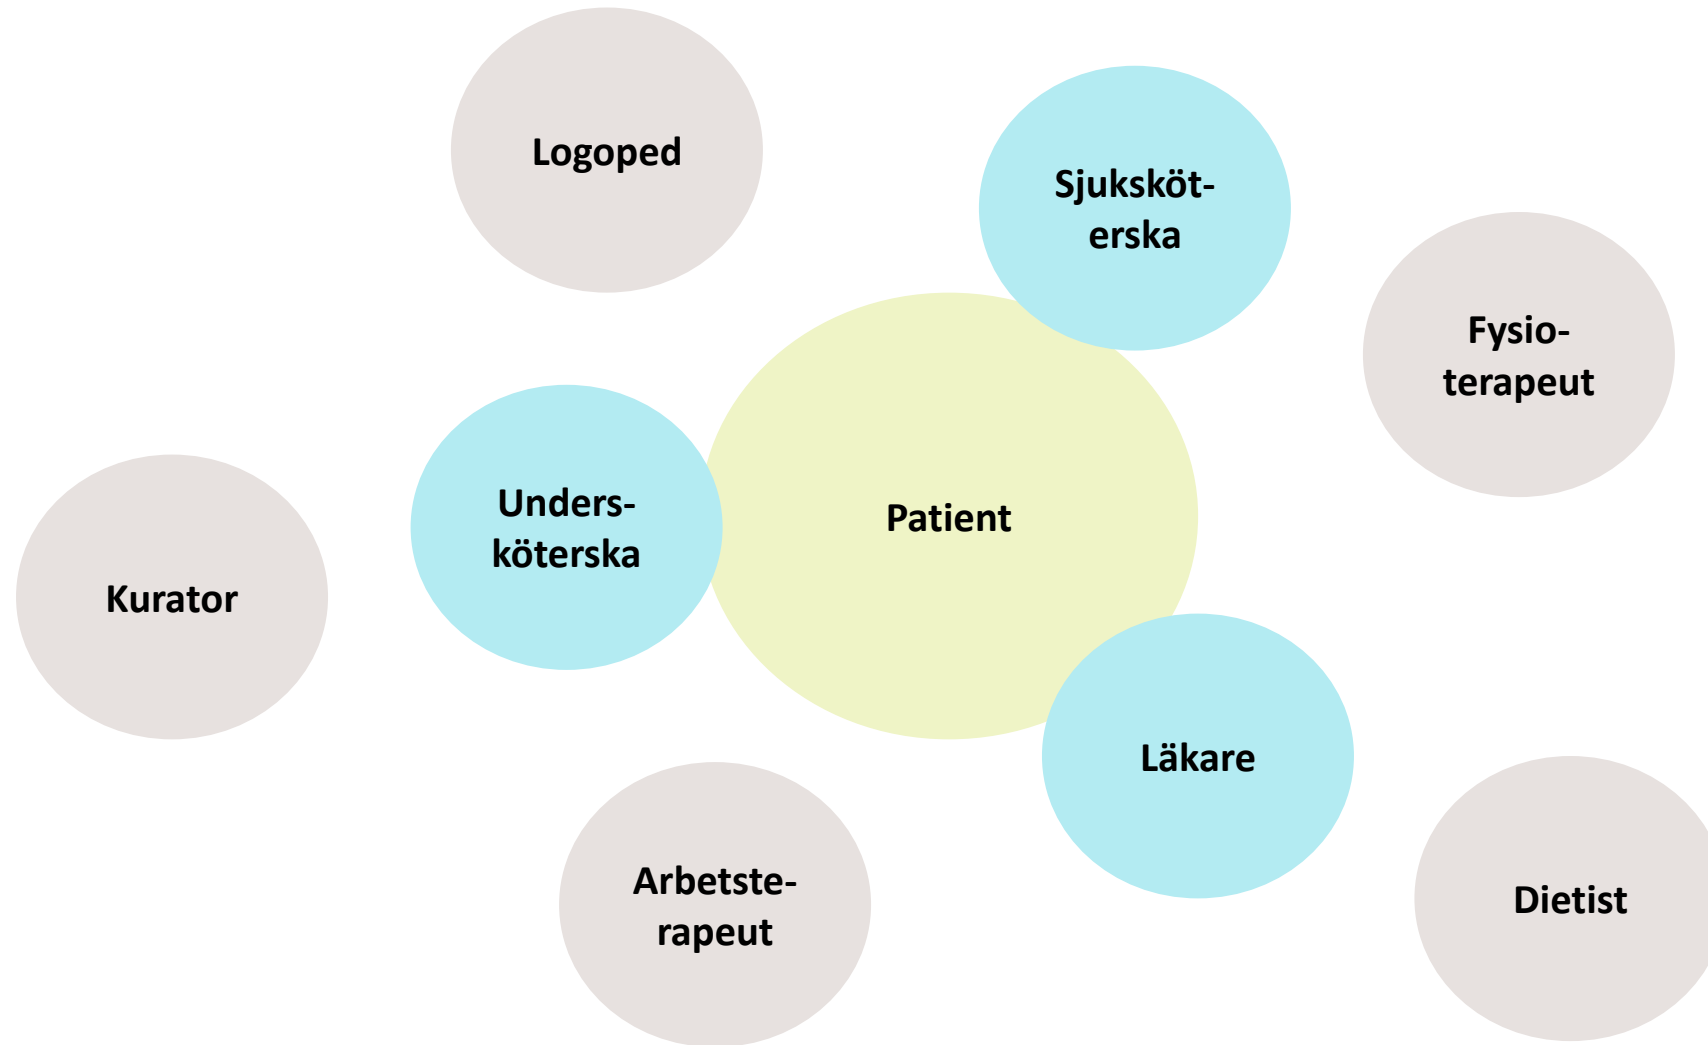 Logoped
Sjuksköt-
erska
Fysio-
terapeut
Unders-
köterska
Patient
Kurator
Läkare
Arbetste-
rapeut
Dietist